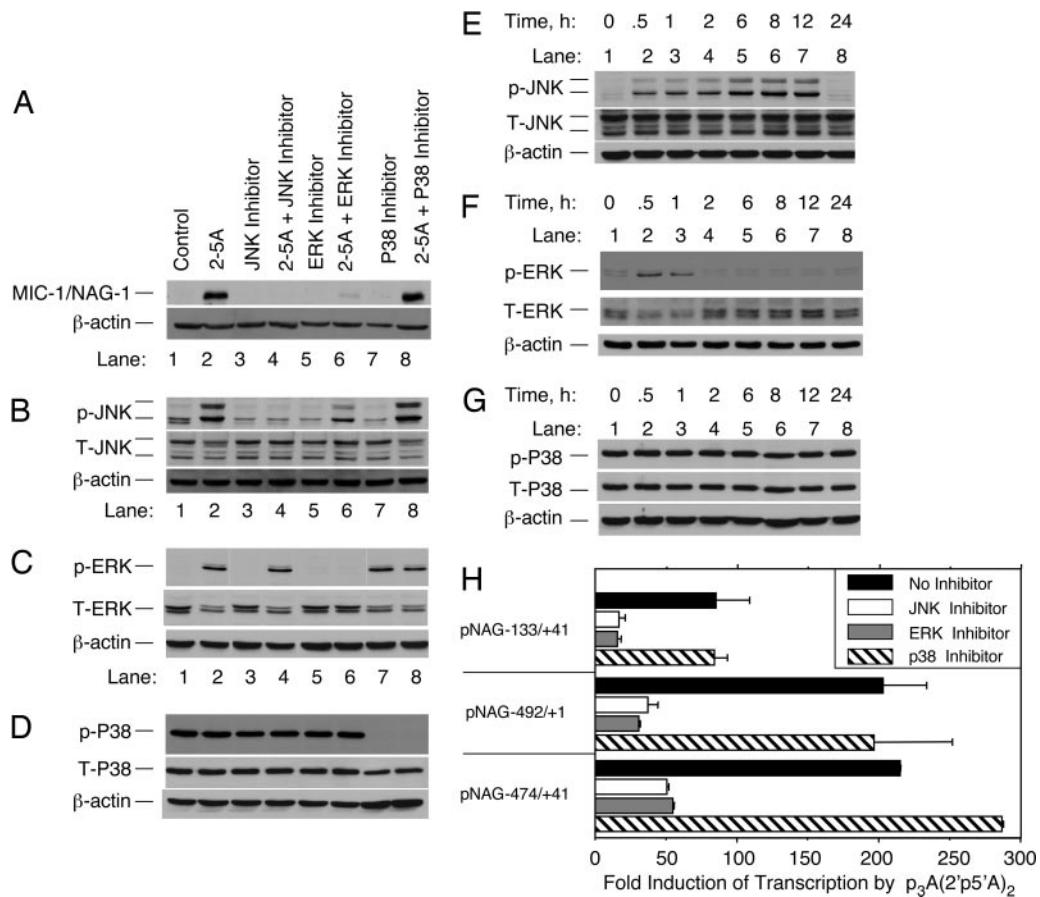 A
Control
2-5A
JNK Inhibitor
2-5A + JNK Inhibitor
ERK Inhibitor
2-5A + ERK Inhibitor
P38 Inhibitor
2-5A + P38 Inhibitor
MIC-1/NAG-1
β-actin
Lane: 1 2 3 4 5 6 7 8
B
p-JNK
T-JNK
β-actin
Lane: 1 2 3 4 5 6 7 8
C
p-ERK
T-ERK
β-actin
Lane: 1 2 3 4 5 6 7 8
D
p-P38
T-P38
β-actin
E
Time, h: 0 .5 1 2 6 8 12 24
Lane: 1 2 3 4 5 6 7 8
p-JNK
T-JNK
β-actin
F
Time, h: 0 .5 1 2 6 8 12 24
Lane: 1 2 3 4 5 6 7 8
p-ERK
T-ERK
β-actin
G
Time, h: 0 .5 1 2 6 8 12 24
Lane: 1 2 3 4 5 6 7 8
p-P38
T-P38
β-actin
H
No Inhibitor
JNK Inhibitor
ERK Inhibitor
p38 Inhibitor
pNAG-133/+41
pNAG-492/+1
pNAG-474/+41
0 50 100 150 200 250 300
Fold Induction of Transcription by p₃A(2'p5'A)₂